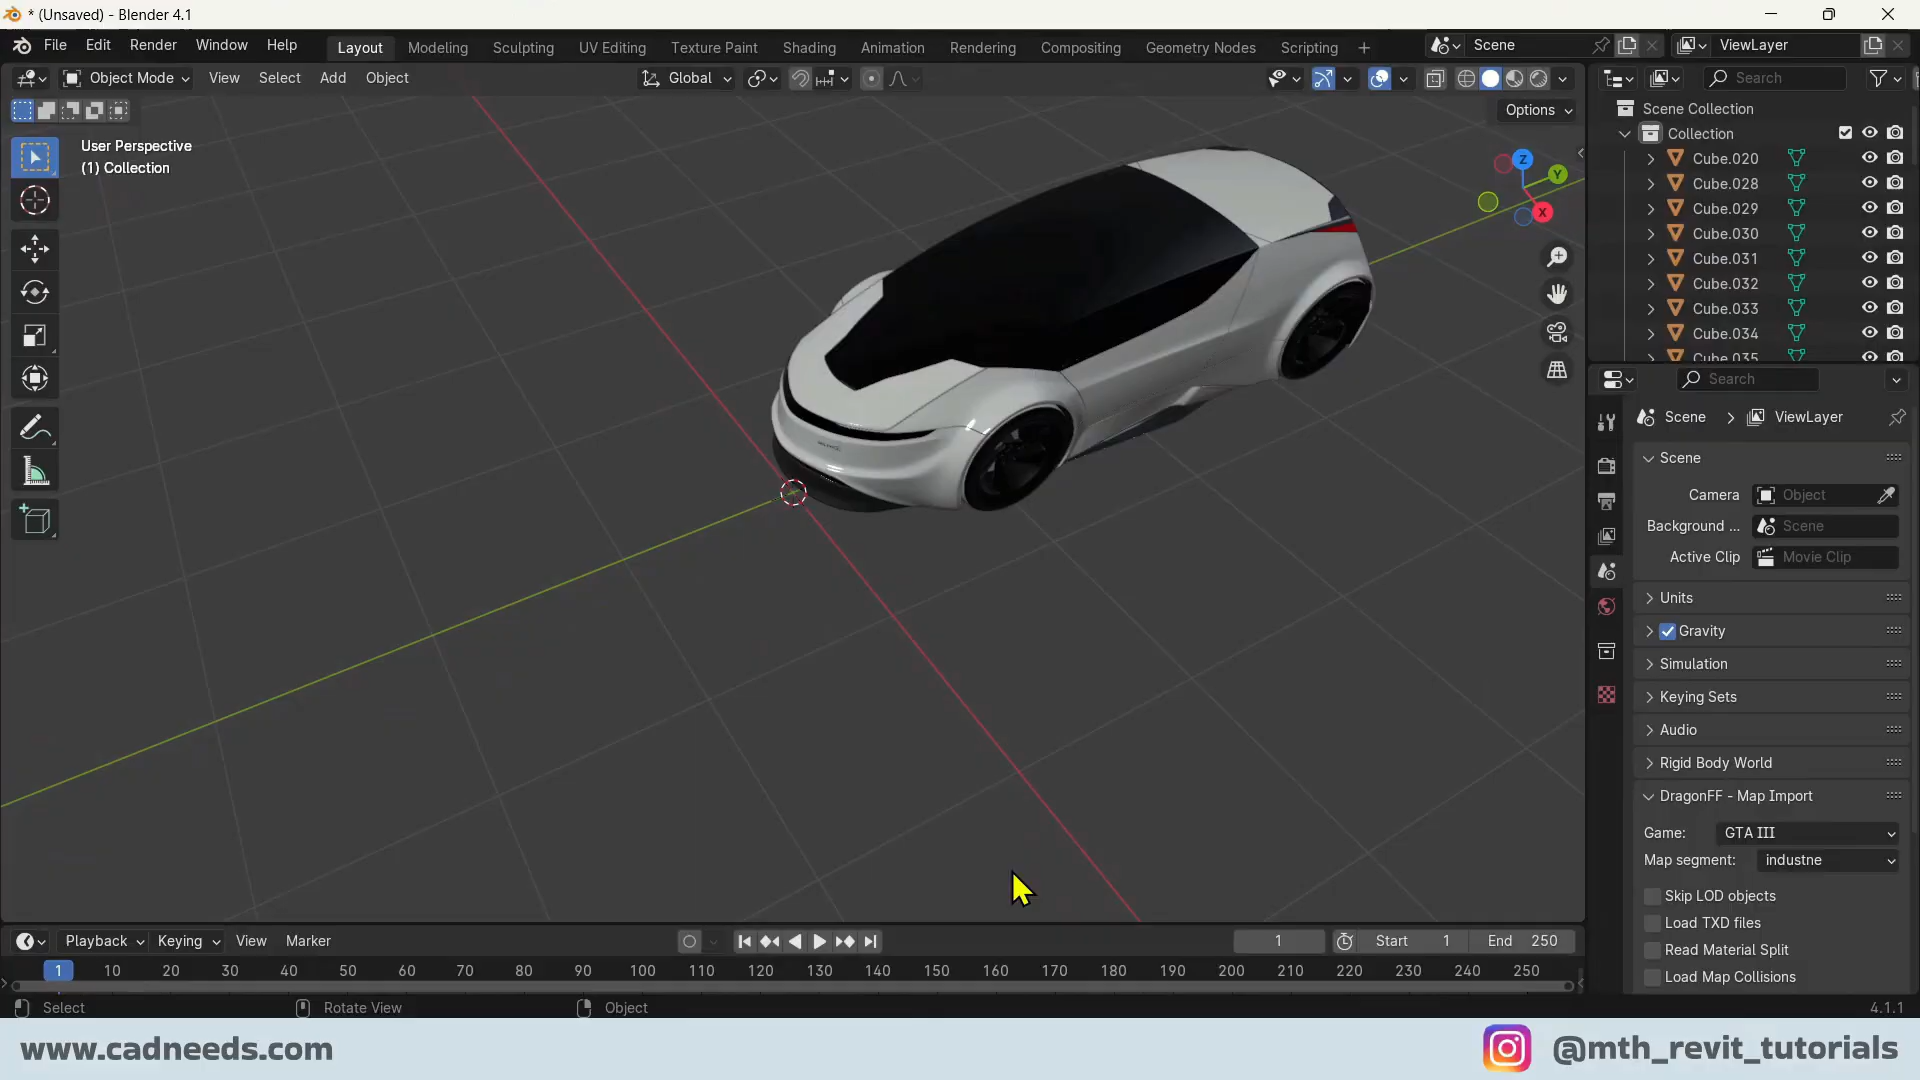 * (Unsaved) - Blender 4.1
File Edit Render Window Help Layout Modeling Sculpting UV Editing Texture Paint Shading Animation Rendering Compositing Geometry Nodes Scripting + Scene ViewLayer
Object Mode View Select Add Object Global Search
Options
User Perspective
(1) Collection
Z
Y
X
Scene Collection
Collection
Cube.020
Cube.028
Cube.029
Cube.030
Cube.031
Cube.032
Cube.033
Cube.034
Cube.035
Search
Scene > ViewLayer
Scene
Camera Object
Background ... Scene
Active Clip Movie Clip
Units
Gravity
Simulation
Keying Sets
Audio
Rigid Body World
DragonFF - Map Import
Game: GTA III
Map segment: industne
Skip LOD objects
Load TXD files
Read Material Split
Load Map Collisions
Playback Keying View Marker 1 Start 1 End 250
1 10 20 30 40 50 60 70 80 90 100 110 120 130 140 150 160 170 180 190 200 210 220 230 240 250
Select Rotate View Object 4.1.1
www.cadneeds.com @mth_revit_tutorials